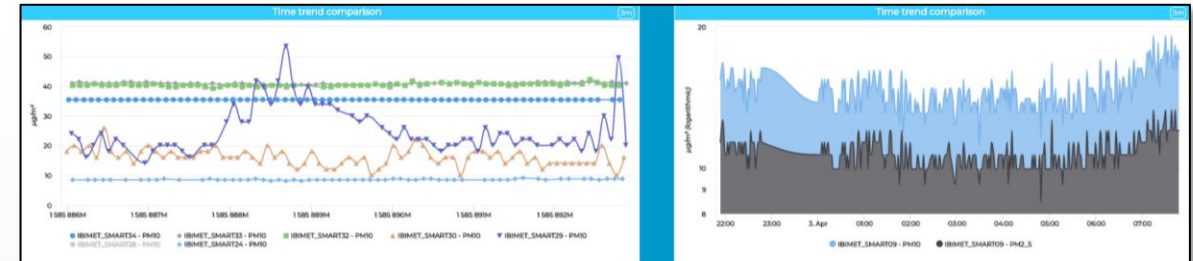 Time trend comparison
(3m)
60
50
40
30
20
10
0
µg/m³
1 585 886M
1 585 887M
1 585 888M
1 585 889M
1 585 890M
1 585 891M
1 585 892M
IBIMET_SMART34 - PM10
IBIMET_SMART33 - PM10
IBIMET_SMART32 - PM10
IBIMET_SMART30 - PM10
IBIMET_SMART29 - PM10
IBIMET_SMART28 - PM10
IBIMET_SMART24 - PM10
Time trend comparison
(3m)
20
10
9
8
µg/m³ (logarithmic)
22:00
23:00
3. Apr
01:00
02:00
03:00
04:00
05:00
06:00
07:00
IBIMET_SMART09 - PM10
IBIMET_SMART09 - PM2_5